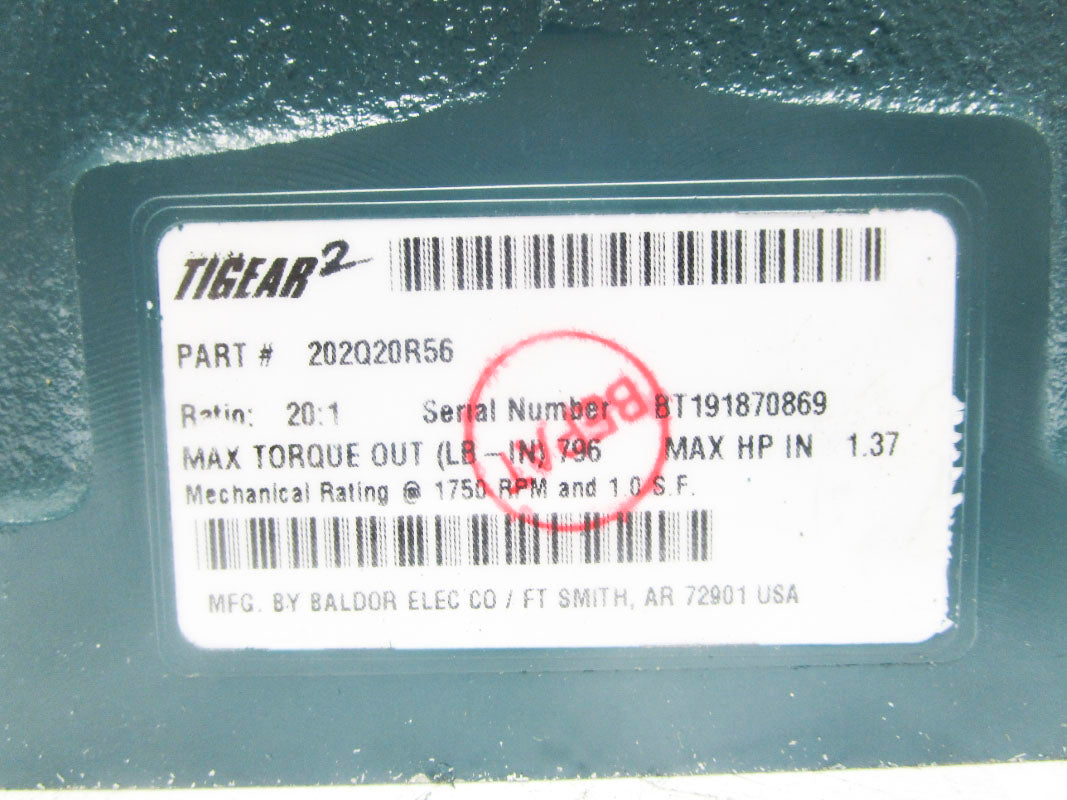 TIGEAR2
PART # 202Q20R56
Ratio: 20:1 Serial Number BT191870869
MAX TORQUE OUT (LB-IN) 796 MAX HP IN 1.37
Mechanical Rating @ 1750 RPM and 1.0 S.F.
MFG. BY BALDOR ELEC CO / FT SMITH, AR 72901 USA